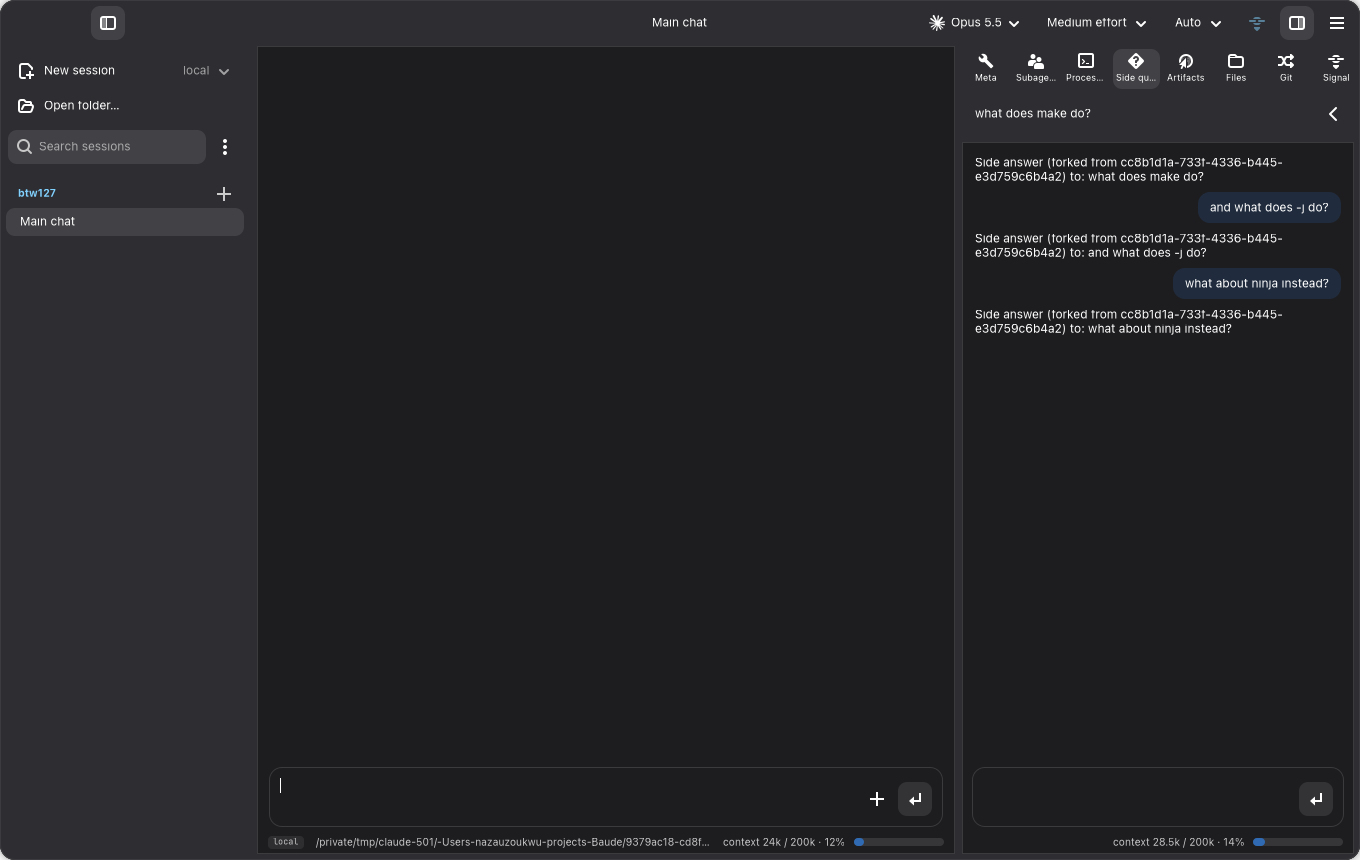 Main chat
Opus 5.5
Medium effort
Auto
New session
local
Open folder...
Search sessions
btw127
Main chat
Meta
Subage...
Proces...
Side qu...
Artifacts
Files
Git
Signal
what does make do?
Side answer (forked from cc8b1d1a-733f-4336-b445-
e3d759c6b4a2) to: what does make do?
and what does -j do?
Side answer (forked from cc8b1d1a-733f-4336-b445-
e3d759c6b4a2) to: and what does -j do?
what about ninja instead?
Side answer (forked from cc8b1d1a-733f-4336-b445-
e3d759c6b4a2) to: what about ninja instead?
local
/private/tmp/claude-501/-Users-nazauzoukwu-projects-Baude/9379ac18-cd8f...
context 24k / 200k · 12%
context 28.5k / 200k · 14%